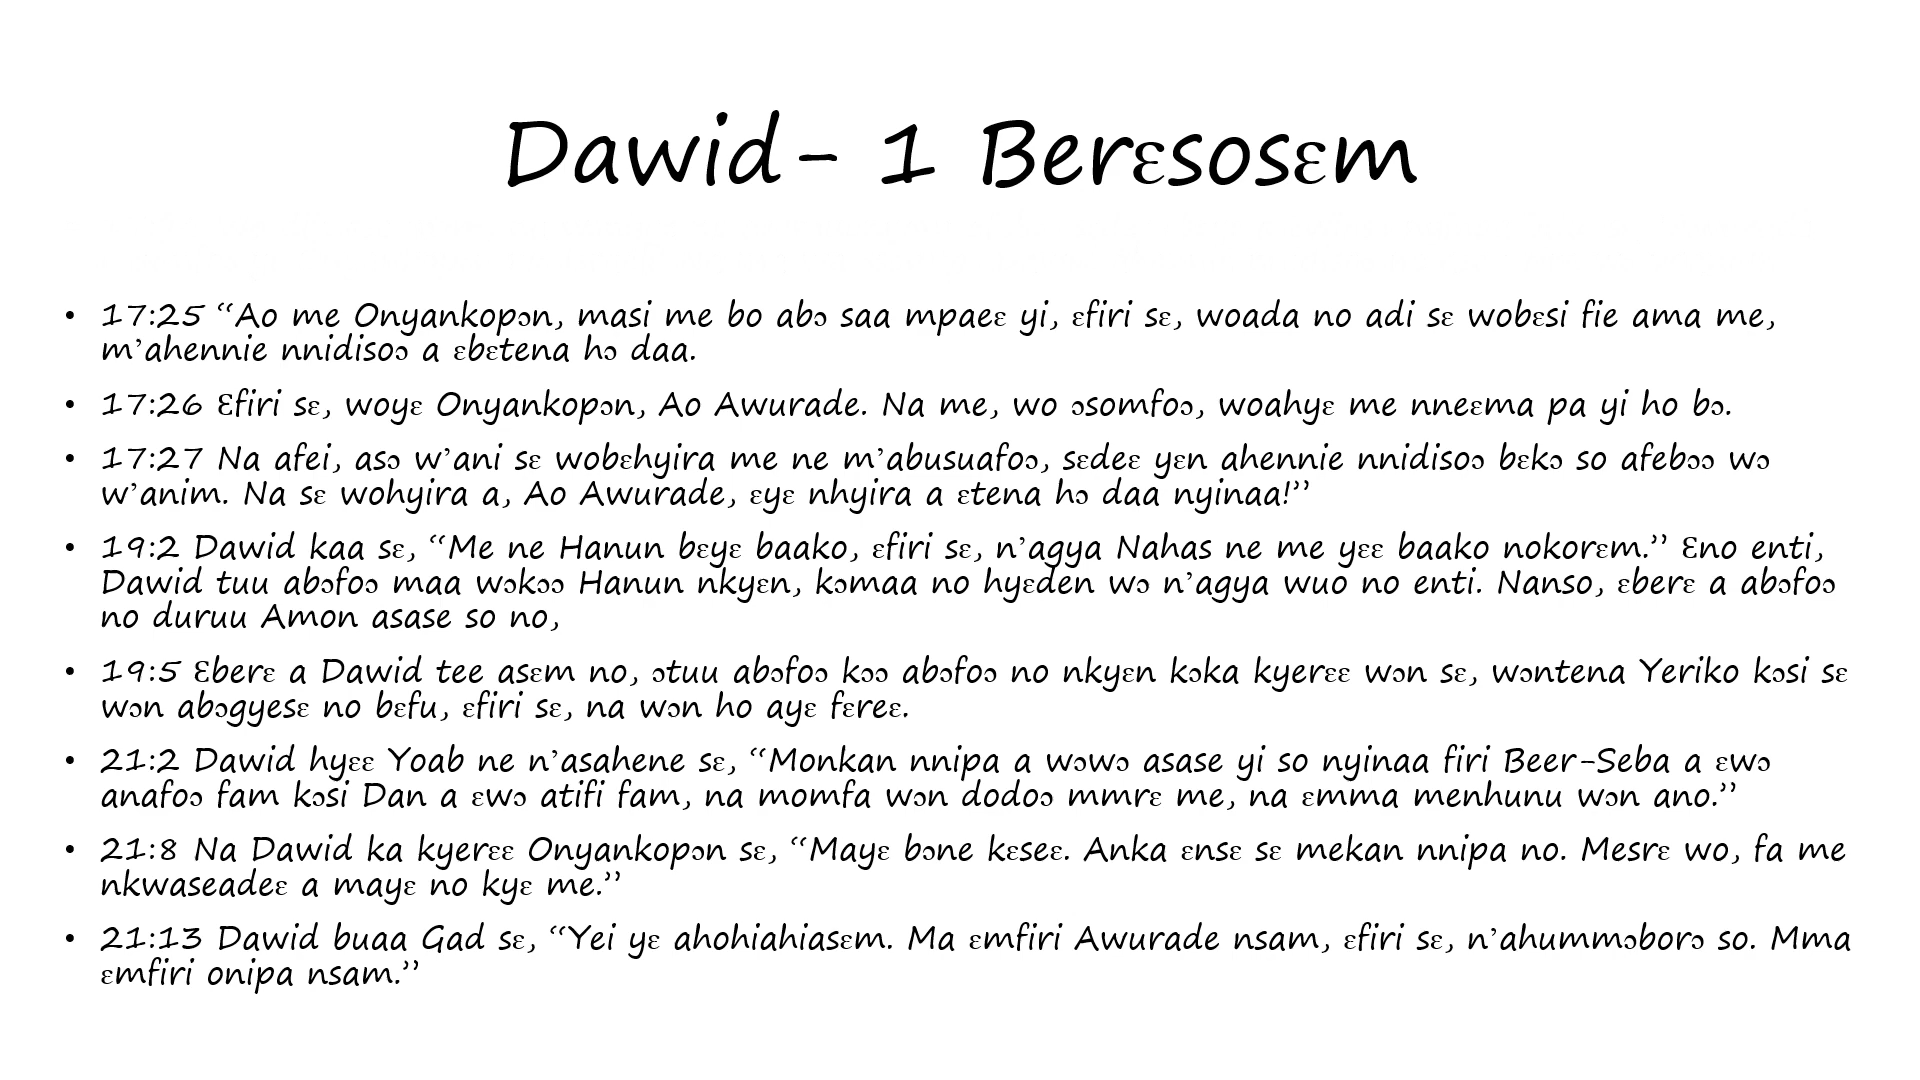 Dawid- 1 Berɛsosɛm
• 17:25 “Ao me Onyankopɔn, masi me bo abɔ saa mpaeɛ yi, ɛfiri sɛ, woada no adi sɛ wobɛsi fie ama me,
m’ahennie nnidisoɔ a ɛbɛtena hɔ daa.
• 17:26 Ɛfiri sɛ, woyɛ Onyankopɔn, Ao Awurade. Na me, wo ɔsomfoɔ, woahyɛ me nneɛma pa yi ho bɔ.
• 17:27 Na afei, asɔ w’ani sɛ wobɛhyira me ne m’abusuafoɔ, sɛdeɛ yɛn ahennie nnidisoɔ bɛkɔ so afebɔɔ wɔ
w’anim. Na sɛ wohyira a, Ao Awurade, ɛyɛ nhyira a ɛtena hɔ daa nyinaa!”
• 19:2 Dawid kaa sɛ, “Me ne Hanun bɛyɛ baako, ɛfiri sɛ, n’agya Nahas ne me yɛɛ baako nokorɛm.” Ɛno enti,
Dawid tuu abɔfoɔ maa wɔkɔɔ Hanun nkyɛn, kɔmaa no hyɛden wɔ n’agya wuo no enti. Nanso, ɛberɛ a abɔfoɔ
no duruu Amon asase so no,
• 19:5 Ɛberɛ a Dawid tee asɛm no, ɔtuu abɔfoɔ kɔɔ abɔfoɔ no nkyɛn kɔka kyerɛɛ wɔn sɛ, wɔntena Yeriko kɔsi sɛ
wɔn abɔgyesɛ no bɛfu, ɛfiri sɛ, na wɔn ho ayɛ fɛreɛ.
• 21:2 Dawid hyɛɛ Yoab ne n’asahene sɛ, “Monkan nnipa a wɔwɔ asase yi so nyinaa firi Beer-Seba a ɛwɔ
anafoɔ fam kɔsi Dan a ɛwɔ atifi fam, na momfa wɔn dodoɔ mmrɛ me, na ɛmma menhunu wɔn ano.”
• 21:8 Na Dawid ka kyerɛɛ Onyankopɔn sɛ, “Mayɛ bɔne kɛseɛ. Anka ɛnsɛ sɛ mekan nnipa no. Mesrɛ wo, fa me
nkwaseadeɛ a mayɛ no kyɛ me.”
• 21:13 Dawid buaa Gad sɛ, “Yei yɛ ahohiahiasɛm. Ma ɛmfiri Awurade nsam, ɛfiri sɛ, n’ahummɔborɔ so. Mma
ɛmfiri onipa nsam.”